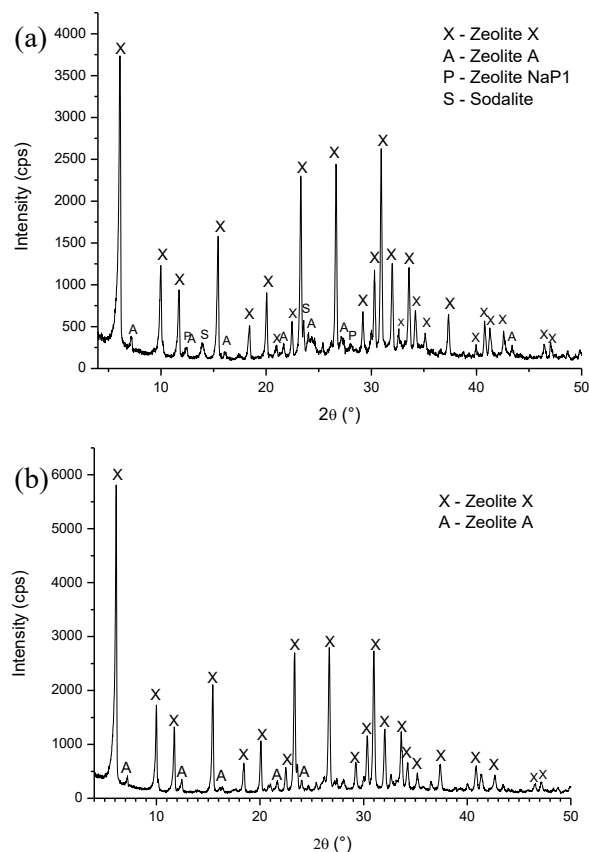 (a)
X - Zeolite X
A - Zeolite A
P - Zeolite NaP1
S - Sodalite
Intensity (cps)
4000
3500
3000
2500
2000
1500
1000
500
0
X
A
X
X
P
A
S
X
A
X
X
X
A
X
X
S
A
X
A
P
X
X
X
X
x
X
X
X
X
X
X
X
X
A
X
X
10
20
30
40
50
2θ (°)
(b)
X - Zeolite X
A - Zeolite A
Intensity (cps)
6000
5000
4000
3000
2000
1000
0
X
A
X
X
A
X
A
X
X
A
X
X
A
X
X
X
X
X
X
X
X
X
X
X
X
X
10
20
30
40
50
2θ (°)